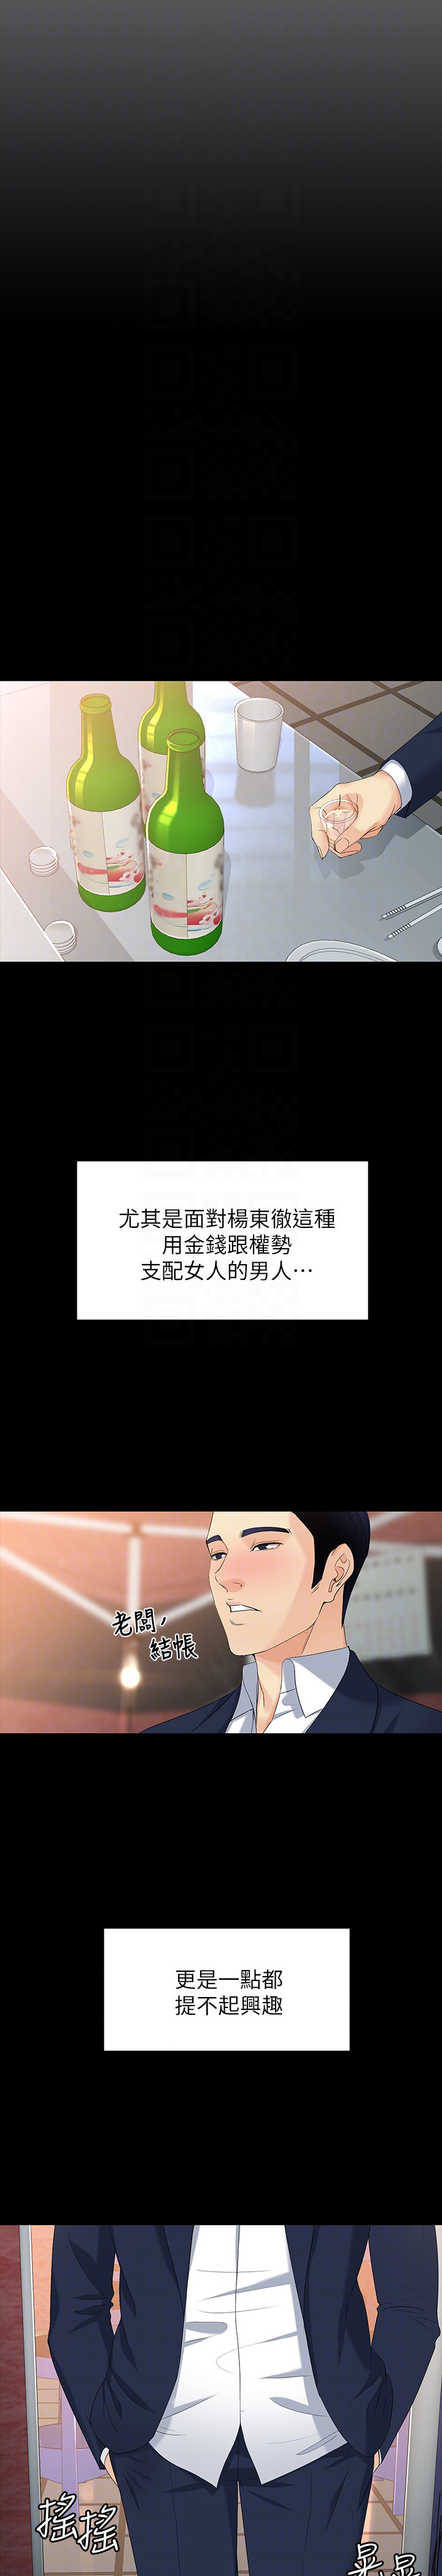 尤其是面對楊東徹這種
用金錢跟權勢
支配女人的男人…
老闆,
結帳
更是一點都
提不起興趣
搖搖
晃晃